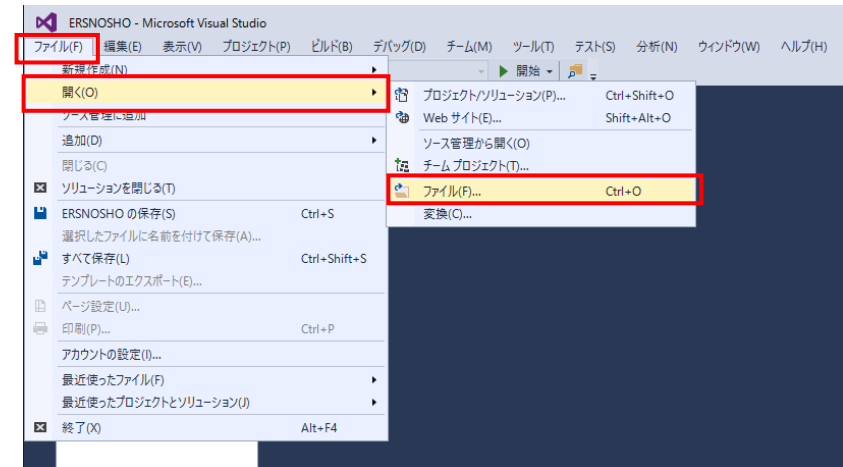 ERSNOSHO - Microsoft Visual Studio
ファイル(F) 編集(E) 表示(V) プロジェクト(P) ビルド(B) デバッグ(D) チーム(M) ツール(T) テスト(S) 分析(N) ウィンドウ(W) ヘルプ(H)
開始
新規作成(N)
開く(O)
ソース管理に追加
追加(D)
閉じる(C)
ソリューションを閉じる(T)
ERSNOSHO の保存(S) Ctrl+S
選択したファイルに名前を付けて保存(A)...
すべて保存(L) Ctrl+Shift+S
テンプレートのエクスポート(E)...
ページ設定(U)...
印刷(P)... Ctrl+P
アカウントの設定(I)...
最近使ったファイル(F)
最近使ったプロジェクトとソリューション(J)
終了(X) Alt+F4
プロジェクト/ソリューション(P)... Ctrl+Shift+O
Web サイト(E)... Shift+Alt+O
ソース管理から開く(O)
チーム プロジェクト(T)...
ファイル(F)... Ctrl+O
変換(C)...